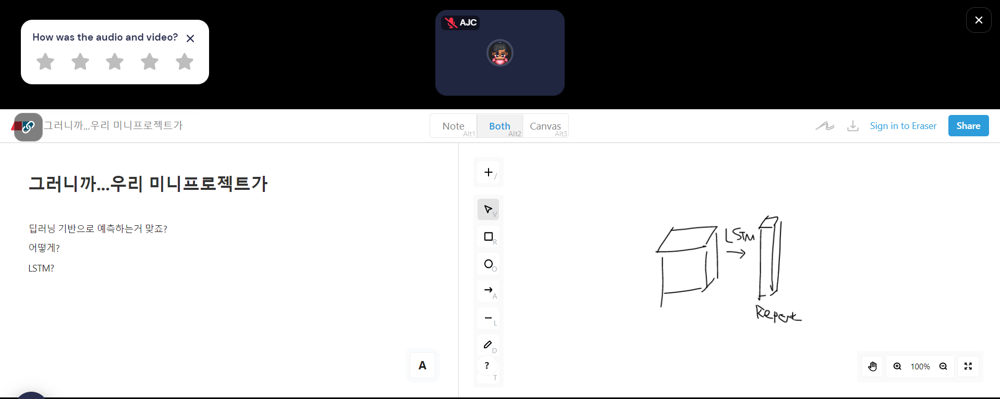 How was the audio and video?
AJC
그러니까...우리 미니프로젝트가
Note
Alt1
Both
Alt2
Canvas
Alt3
Sign in to Eraser
Share
그러니까...우리 미니프로젝트가
딥러닝 기반으로 예측하는거 맞죠?
어떻게?
LSTM?
A
/
V
R
O
A
L
D
?
T
LSTM
Report
100%